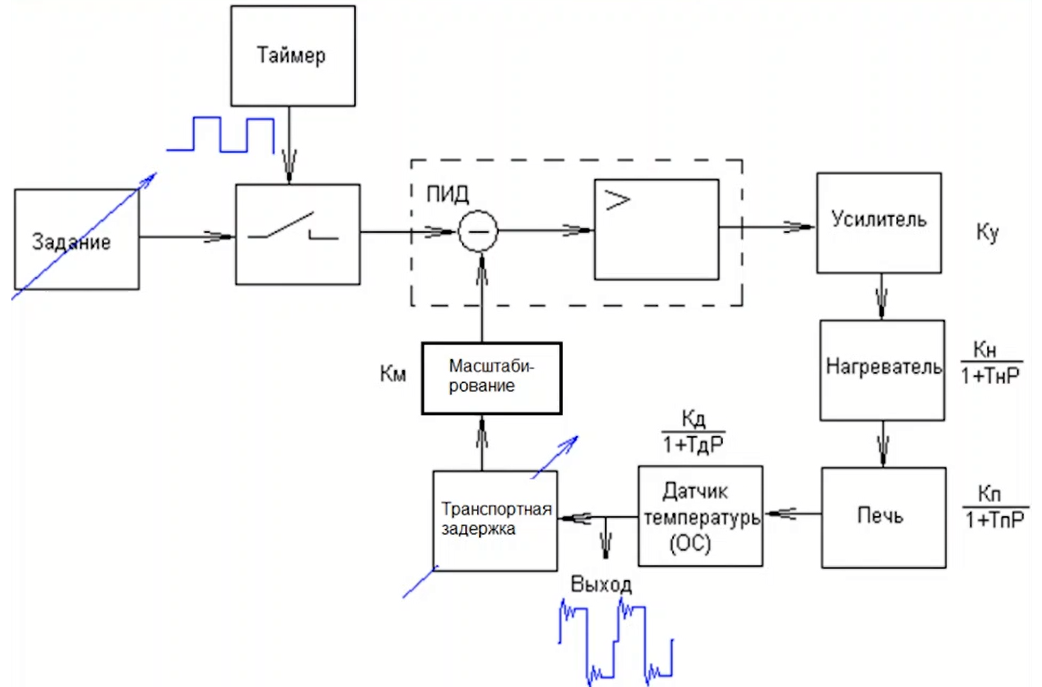 Таймер
Задание
ПИД
>
Усилитель
Ку
Нагреватель
Кн
1+ТнР
Масштаби-
рование
Км
Кд
1+ТдР
Транспортная
задержка
Датчик
температуры
(ОС)
Печь
Кп
1+ТпР
Выход